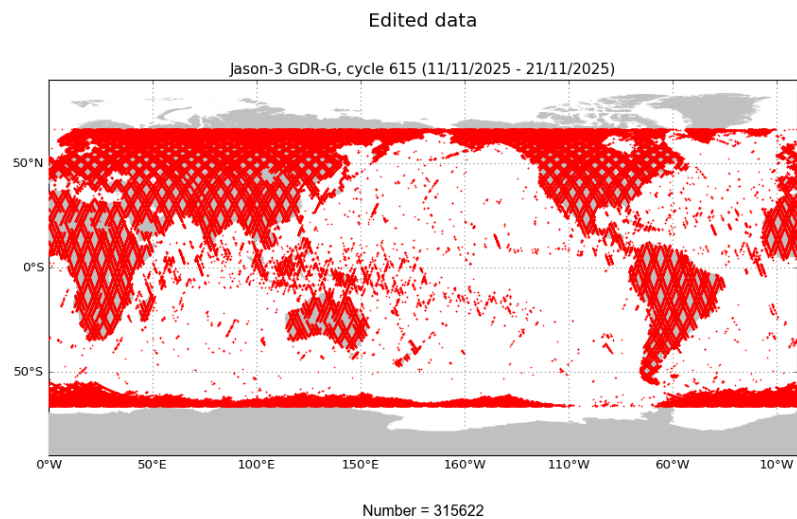 Edited data
Jason-3 GDR-G, cycle 615 (11/11/2025 - 21/11/2025)
50°N
0°S
50°S
0°W 50°E 100°E 150°E 160°W 110°W 60°W 10°W
Number = 315622